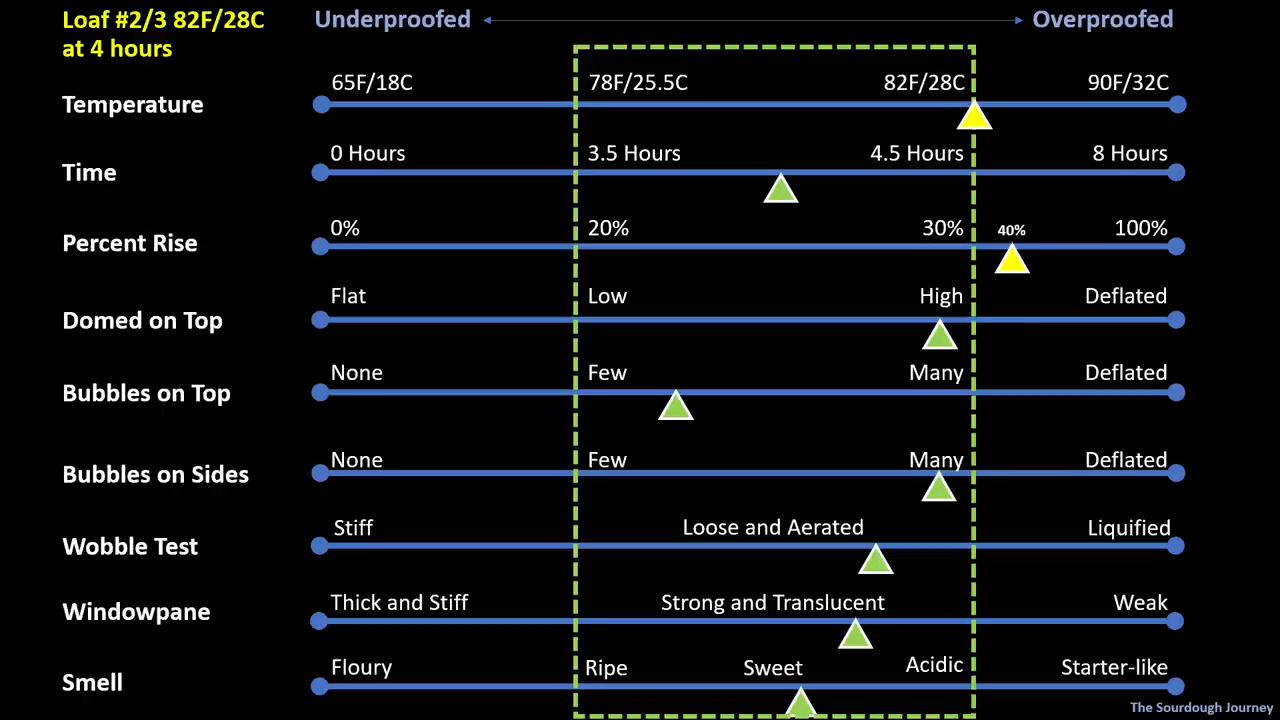 Loaf #2/3 82F/28C
at 4 hours
Underproofed
Overproofed
Temperature
65F/18C
78F/25.5C
82F/28C
90F/32C
Time
0 Hours
3.5 Hours
4.5 Hours
8 Hours
Percent Rise
0%
20%
30%
40%
100%
Domed on Top
Flat
Low
High
Deflated
Bubbles on Top
None
Few
Many
Deflated
Bubbles on Sides
None
Few
Many
Deflated
Wobble Test
Stiff
Loose and Aerated
Liquified
Windowpane
Thick and Stiff
Strong and Translucent
Weak
Smell
Floury
Ripe
Sweet
Acidic
Starter-like
The Sourdough Journey